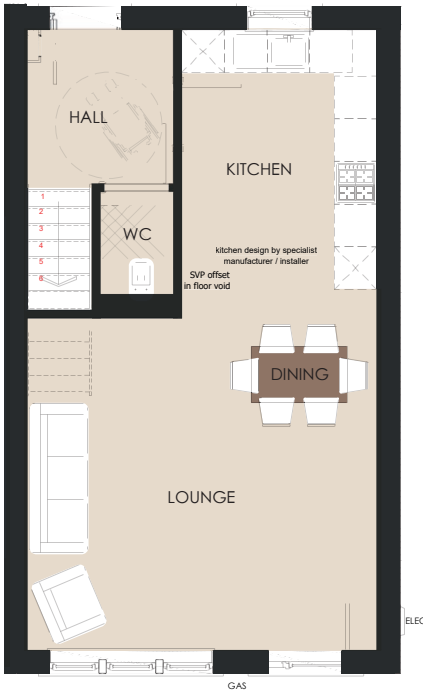 HALL
KITCHEN
1
2
3
4
5
6
WC
kitchen design by specialist
manufacturer / installer
SVP offset
in floor void
DINING
LOUNGE
ELEC
GAS